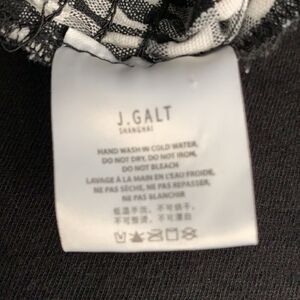 J.GALT
SHANGHAI
HAND WASH IN COLD WATER,
DO NOT DRY, DO NOT IRON,
DO NOT BLEACH
LAVAGE À LA MAIN EN L'EAU FROIDE,
NE PAS SÈCHE, NE PAS REPASSER,
NE PAS BLANCHIR
低温手洗，不可烘干，
不可熨烫，不可漂白